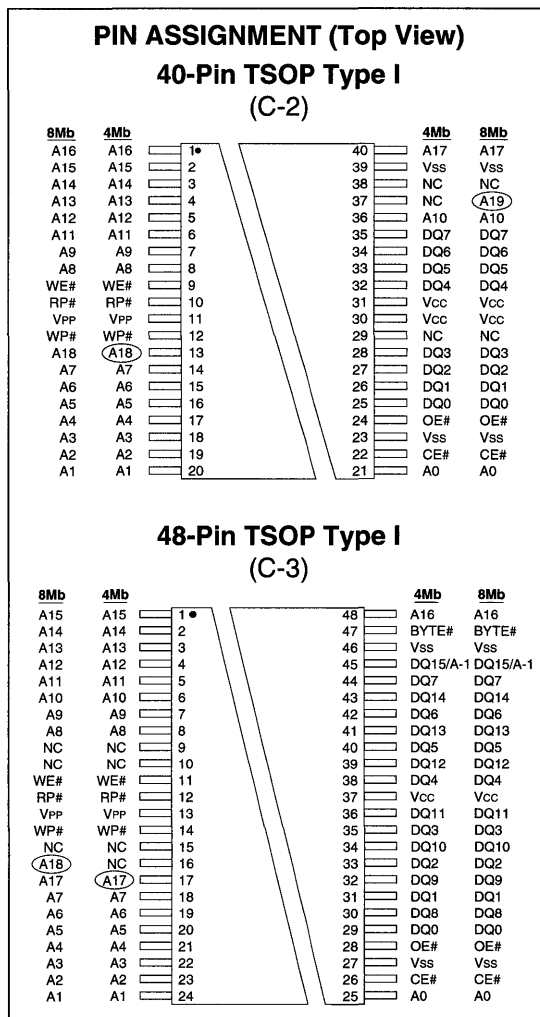 PIN ASSIGNMENT (Top View)
40-Pin TSOP Type I
(C-2)
8Mb 4Mb 4Mb 8Mb
A16 A16 1 40 A17 A17
A15 A15 2 39 Vss Vss
A14 A14 3 38 NC NC
A13 A13 4 37 NC A19
A12 A12 5 36 A10 A10
A11 A11 6 35 DQ7 DQ7
A9 A9 7 34 DQ6 DQ6
A8 A8 8 33 DQ5 DQ5
WE# WE# 9 32 DQ4 DQ4
RP# RP# 10 31 Vcc Vcc
VPP VPP 11 30 Vcc Vcc
WP# WP# 12 29 NC NC
A18 A18 13 28 DQ3 DQ3
A7 A7 14 27 DQ2 DQ2
A6 A6 15 26 DQ1 DQ1
A5 A5 16 25 DQ0 DQ0
A4 A4 17 24 OE# OE#
A3 A3 18 23 Vss Vss
A2 A2 19 22 CE# CE#
A1 A1 20 21 A0 A0
48-Pin TSOP Type I
(C-3)
8Mb 4Mb 4Mb 8Mb
A15 A15 1 48 A16 A16
A14 A14 2 47 BYTE# BYTE#
A13 A13 3 46 Vss Vss
A12 A12 4 45 DQ15/A-1 DQ15/A-1
A11 A11 5 44 DQ7 DQ7
A10 A10 6 43 DQ14 DQ14
A9 A9 7 42 DQ6 DQ6
A8 A8 8 41 DQ13 DQ13
NC NC 9 40 DQ5 DQ5
NC NC 10 39 DQ12 DQ12
WE# WE# 11 38 DQ4 DQ4
RP# RP# 12 37 Vcc Vcc
VPP VPP 13 36 DQ11 DQ11
WP# WP# 14 35 DQ3 DQ3
NC NC 15 34 DQ10 DQ10
A18 NC 16 33 DQ2 DQ2
A17 A17 17 32 DQ9 DQ9
A7 A7 18 31 DQ1 DQ1
A6 A6 19 30 DQ8 DQ8
A5 A5 20 29 DQ0 DQ0
A4 A4 21 28 OE# OE#
A3 A3 22 27 Vss Vss
A2 A2 23 26 CE# CE#
A1 A1 24 25 A0 A0